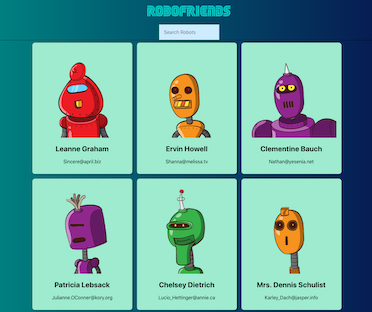 ROBOFRIENDS
Search Robots
Leanne Graham
Sincere@april.biz
Ervin Howell
Shanna@melissa.tv
Clementine Bauch
Nathan@yesenia.net
Patricia Lebsack
Julianne.OConner@kory.org
Chelsey Dietrich
Lucio_Hettinger@annie.ca
Mrs. Dennis Schulist
Karley_Dach@jasper.info